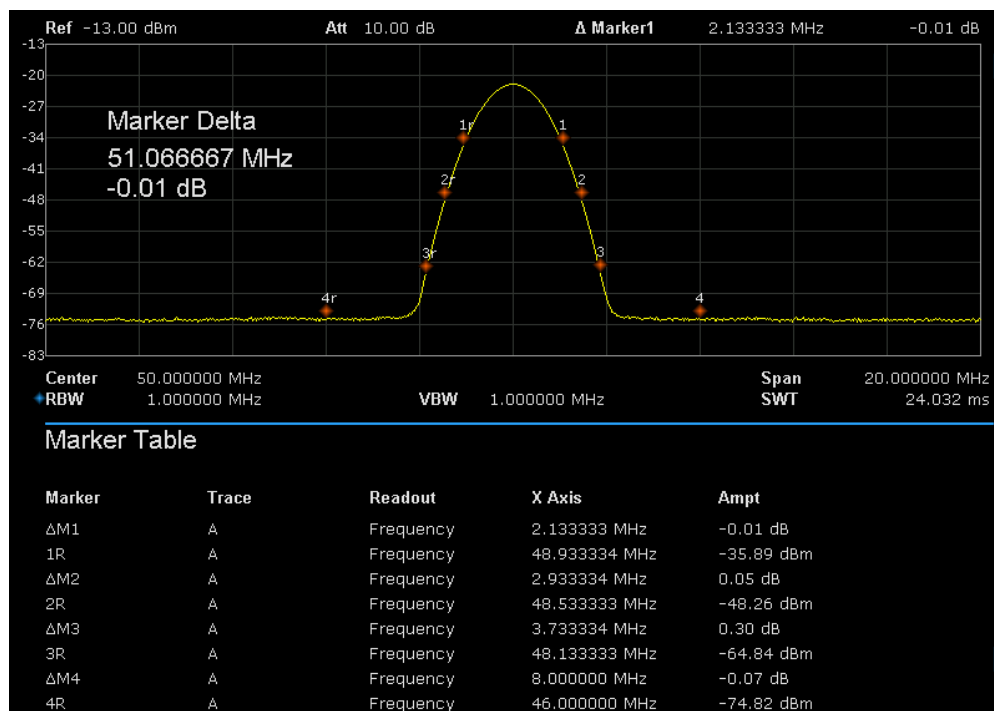 Ref -13.00 dBm Att 10.00 dB Δ Marker1 2.133333 MHz -0.01 dB
-13
-20
-27
Marker Delta
1r 1
-34
51.066667 MHz
-41
-0.01 dB
2r 2
-48
-55
3r 3
-62
-69
4r 4
-76
-83
Center 50.000000 MHz Span 20.000000 MHz
RBW 1.000000 MHz VBW 1.000000 MHz SWT 24.032 ms
Marker Table
Marker Trace Readout X Axis Ampt
ΔM1 A Frequency 2.133333 MHz -0.01 dB
1R A Frequency 48.933334 MHz -35.89 dBm
ΔM2 A Frequency 2.933334 MHz 0.05 dB
2R A Frequency 48.533333 MHz -48.26 dBm
ΔM3 A Frequency 3.733334 MHz 0.30 dB
3R A Frequency 48.133333 MHz -64.84 dBm
ΔM4 A Frequency 8.000000 MHz -0.07 dB
4R A Frequency 46.000000 MHz -74.82 dBm